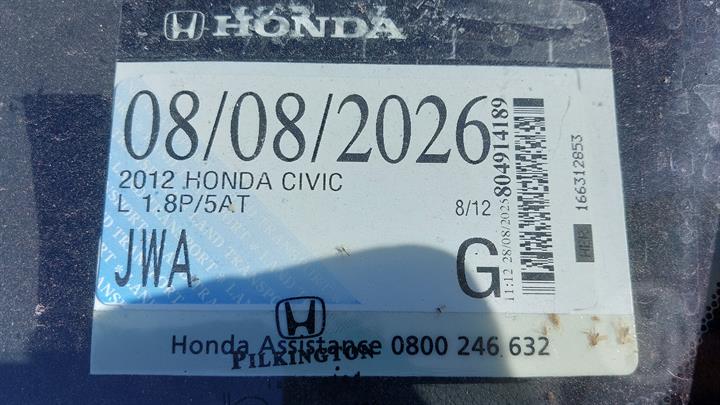 HONDA
08/08/2026
2012 HONDA CIVIC
L 1.8P/5AT
8/12
JWA
G
11:12 28/08/2025
804914189
166312853
Honda Assistance 0800 246 632
PILKINGTON